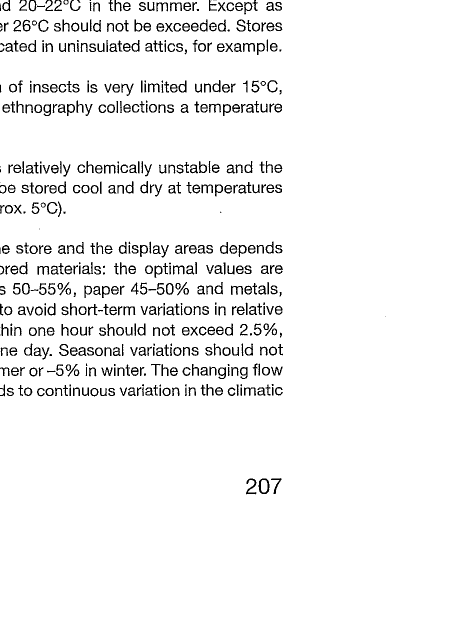 20–22°C in the summer. Except as
26°C should not be exceeded. Stores
cated in uninsulated attics, for example.
of insects is very limited under 15°C,
ethnography collections a temperature
relatively chemically unstable and the
be stored cool and dry at temperatures
rox. 5°C).
e store and the display areas depends
ored materials: the optimal values are
s 50–55%, paper 45–50% and metals,
to avoid short-term variations in relative
thin one hour should not exceed 2.5%,
ne day. Seasonal variations should not
mer or –5% in winter. The changing flow
ds to continuous variation in the climatic
207